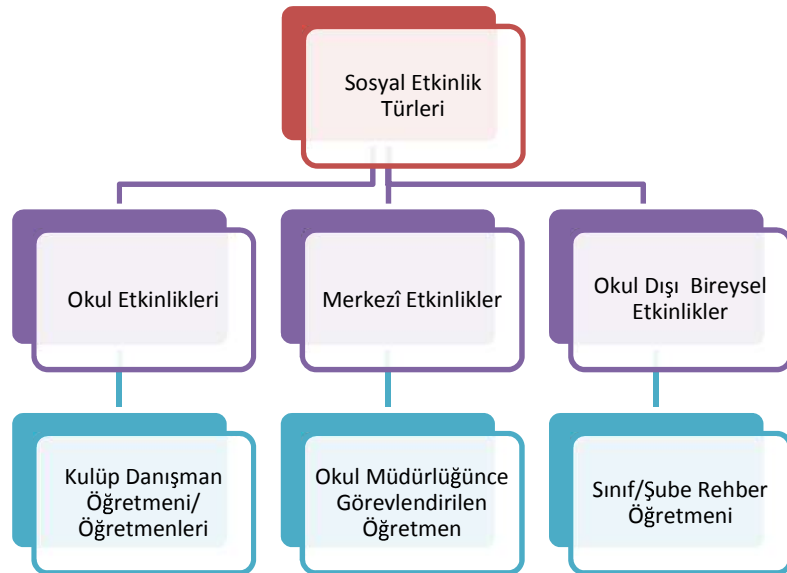 Sosyal Etkinlik
Türleri
Okul Etkinlikleri
Merkezî Etkinlikler
Okul Dışı Bireysel
Etkinlikler
Kulüp Danışman
Öğretmeni/
Öğretmenleri
Okul Müdürlüğünce
Görevlendirilen
Öğretmen
Sınıf/Şube Rehber
Öğretmeni